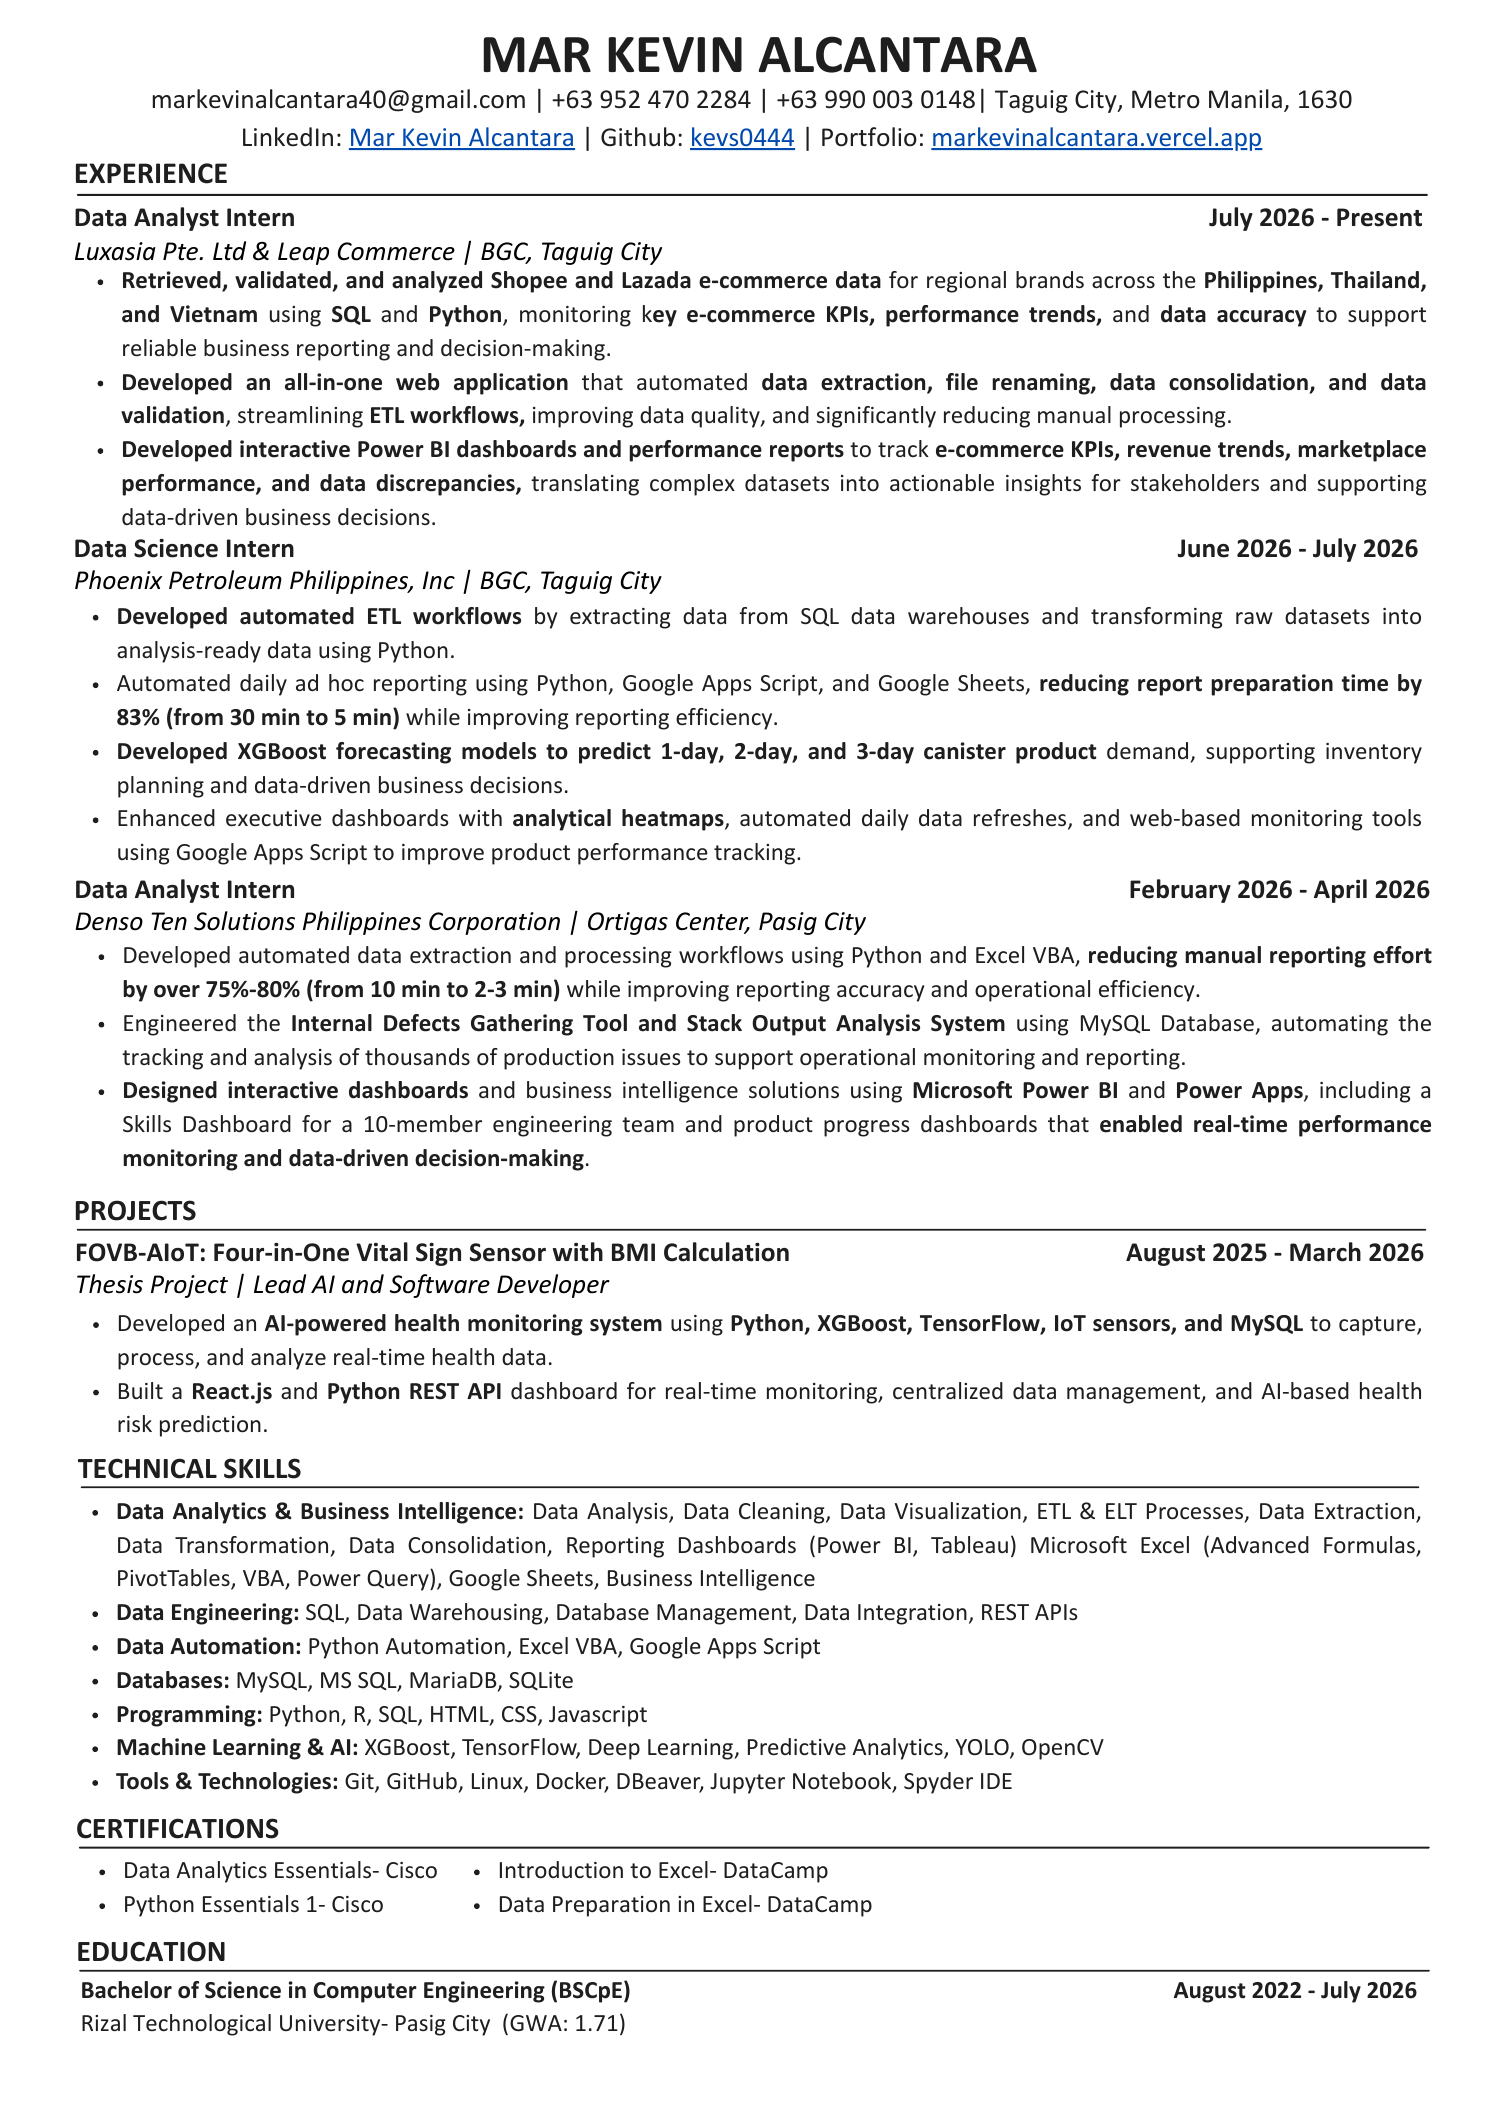 MAR KEVIN ALCANTARA
markevinalcantara40@gmail.com | +63 952 470 2284 | +63 990 003 0148| Taguig City, Metro Manila, 1630
LinkedIn: Mar Kevin Alcantara | Github: kevs0444 | Portfolio: markevinalcantara.vercel.app
EXPERIENCE
Data Analyst Intern July 2026 - Present
Luxasia Pte. Ltd & Leap Commerce | BGC, Taguig City
• Retrieved, validated, and analyzed Shopee and Lazada e-commerce data for regional brands across the Philippines, Thailand,
and Vietnam using SQL and Python, monitoring key e-commerce KPIs, performance trends, and data accuracy to support
reliable business reporting and decision-making.
• Developed an all-in-one web application that automated data extraction, file renaming, data consolidation, and data
validation, streamlining ETL workflows, improving data quality, and significantly reducing manual processing.
• Developed interactive Power BI dashboards and performance reports to track e-commerce KPIs, revenue trends, marketplace
performance, and data discrepancies, translating complex datasets into actionable insights for stakeholders and supporting
data-driven business decisions.
Data Science Intern June 2026 - July 2026
Phoenix Petroleum Philippines, Inc | BGC, Taguig City
• Developed automated ETL workflows by extracting data from SQL data warehouses and transforming raw datasets into
analysis-ready data using Python.
• Automated daily ad hoc reporting using Python, Google Apps Script, and Google Sheets, reducing report preparation time by
83% (from 30 min to 5 min) while improving reporting efficiency.
• Developed XGBoost forecasting models to predict 1-day, 2-day, and 3-day canister product demand, supporting inventory
planning and data-driven business decisions.
• Enhanced executive dashboards with analytical heatmaps, automated daily data refreshes, and web-based monitoring tools
using Google Apps Script to improve product performance tracking.
Data Analyst Intern February 2026 - April 2026
Denso Ten Solutions Philippines Corporation | Ortigas Center, Pasig City
• Developed automated data extraction and processing workflows using Python and Excel VBA, reducing manual reporting effort
by over 75%-80% (from 10 min to 2-3 min) while improving reporting accuracy and operational efficiency.
• Engineered the Internal Defects Gathering Tool and Stack Output Analysis System using MySQL Database, automating the
tracking and analysis of thousands of production issues to support operational monitoring and reporting.
• Designed interactive dashboards and business intelligence solutions using Microsoft Power BI and Power Apps, including a
Skills Dashboard for a 10-member engineering team and product progress dashboards that enabled real-time performance
monitoring and data-driven decision-making.
PROJECTS
FOVB-AIoT: Four-in-One Vital Sign Sensor with BMI Calculation August 2025 - March 2026
Thesis Project | Lead AI and Software Developer
• Developed an AI-powered health monitoring system using Python, XGBoost, TensorFlow, IoT sensors, and MySQL to capture,
process, and analyze real-time health data.
• Built a React.js and Python REST API dashboard for real-time monitoring, centralized data management, and AI-based health
risk prediction.
TECHNICAL SKILLS
• Data Analytics & Business Intelligence: Data Analysis, Data Cleaning, Data Visualization, ETL & ELT Processes, Data Extraction,
Data Transformation, Data Consolidation, Reporting Dashboards (Power BI, Tableau) Microsoft Excel (Advanced Formulas,
PivotTables, VBA, Power Query), Google Sheets, Business Intelligence
• Data Engineering: SQL, Data Warehousing, Database Management, Data Integration, REST APIs
• Data Automation: Python Automation, Excel VBA, Google Apps Script
• Databases: MySQL, MS SQL, MariaDB, SQLite
• Programming: Python, R, SQL, HTML, CSS, Javascript
• Machine Learning & AI: XGBoost, TensorFlow, Deep Learning, Predictive Analytics, YOLO, OpenCV
• Tools & Technologies: Git, GitHub, Linux, Docker, DBeaver, Jupyter Notebook, Spyder IDE
CERTIFICATIONS
• Data Analytics Essentials- Cisco • Introduction to Excel- DataCamp
• Python Essentials 1- Cisco • Data Preparation in Excel- DataCamp
EDUCATION
Bachelor of Science in Computer Engineering (BSCpE) August 2022 - July 2026
Rizal Technological University- Pasig City (GWA: 1.71)